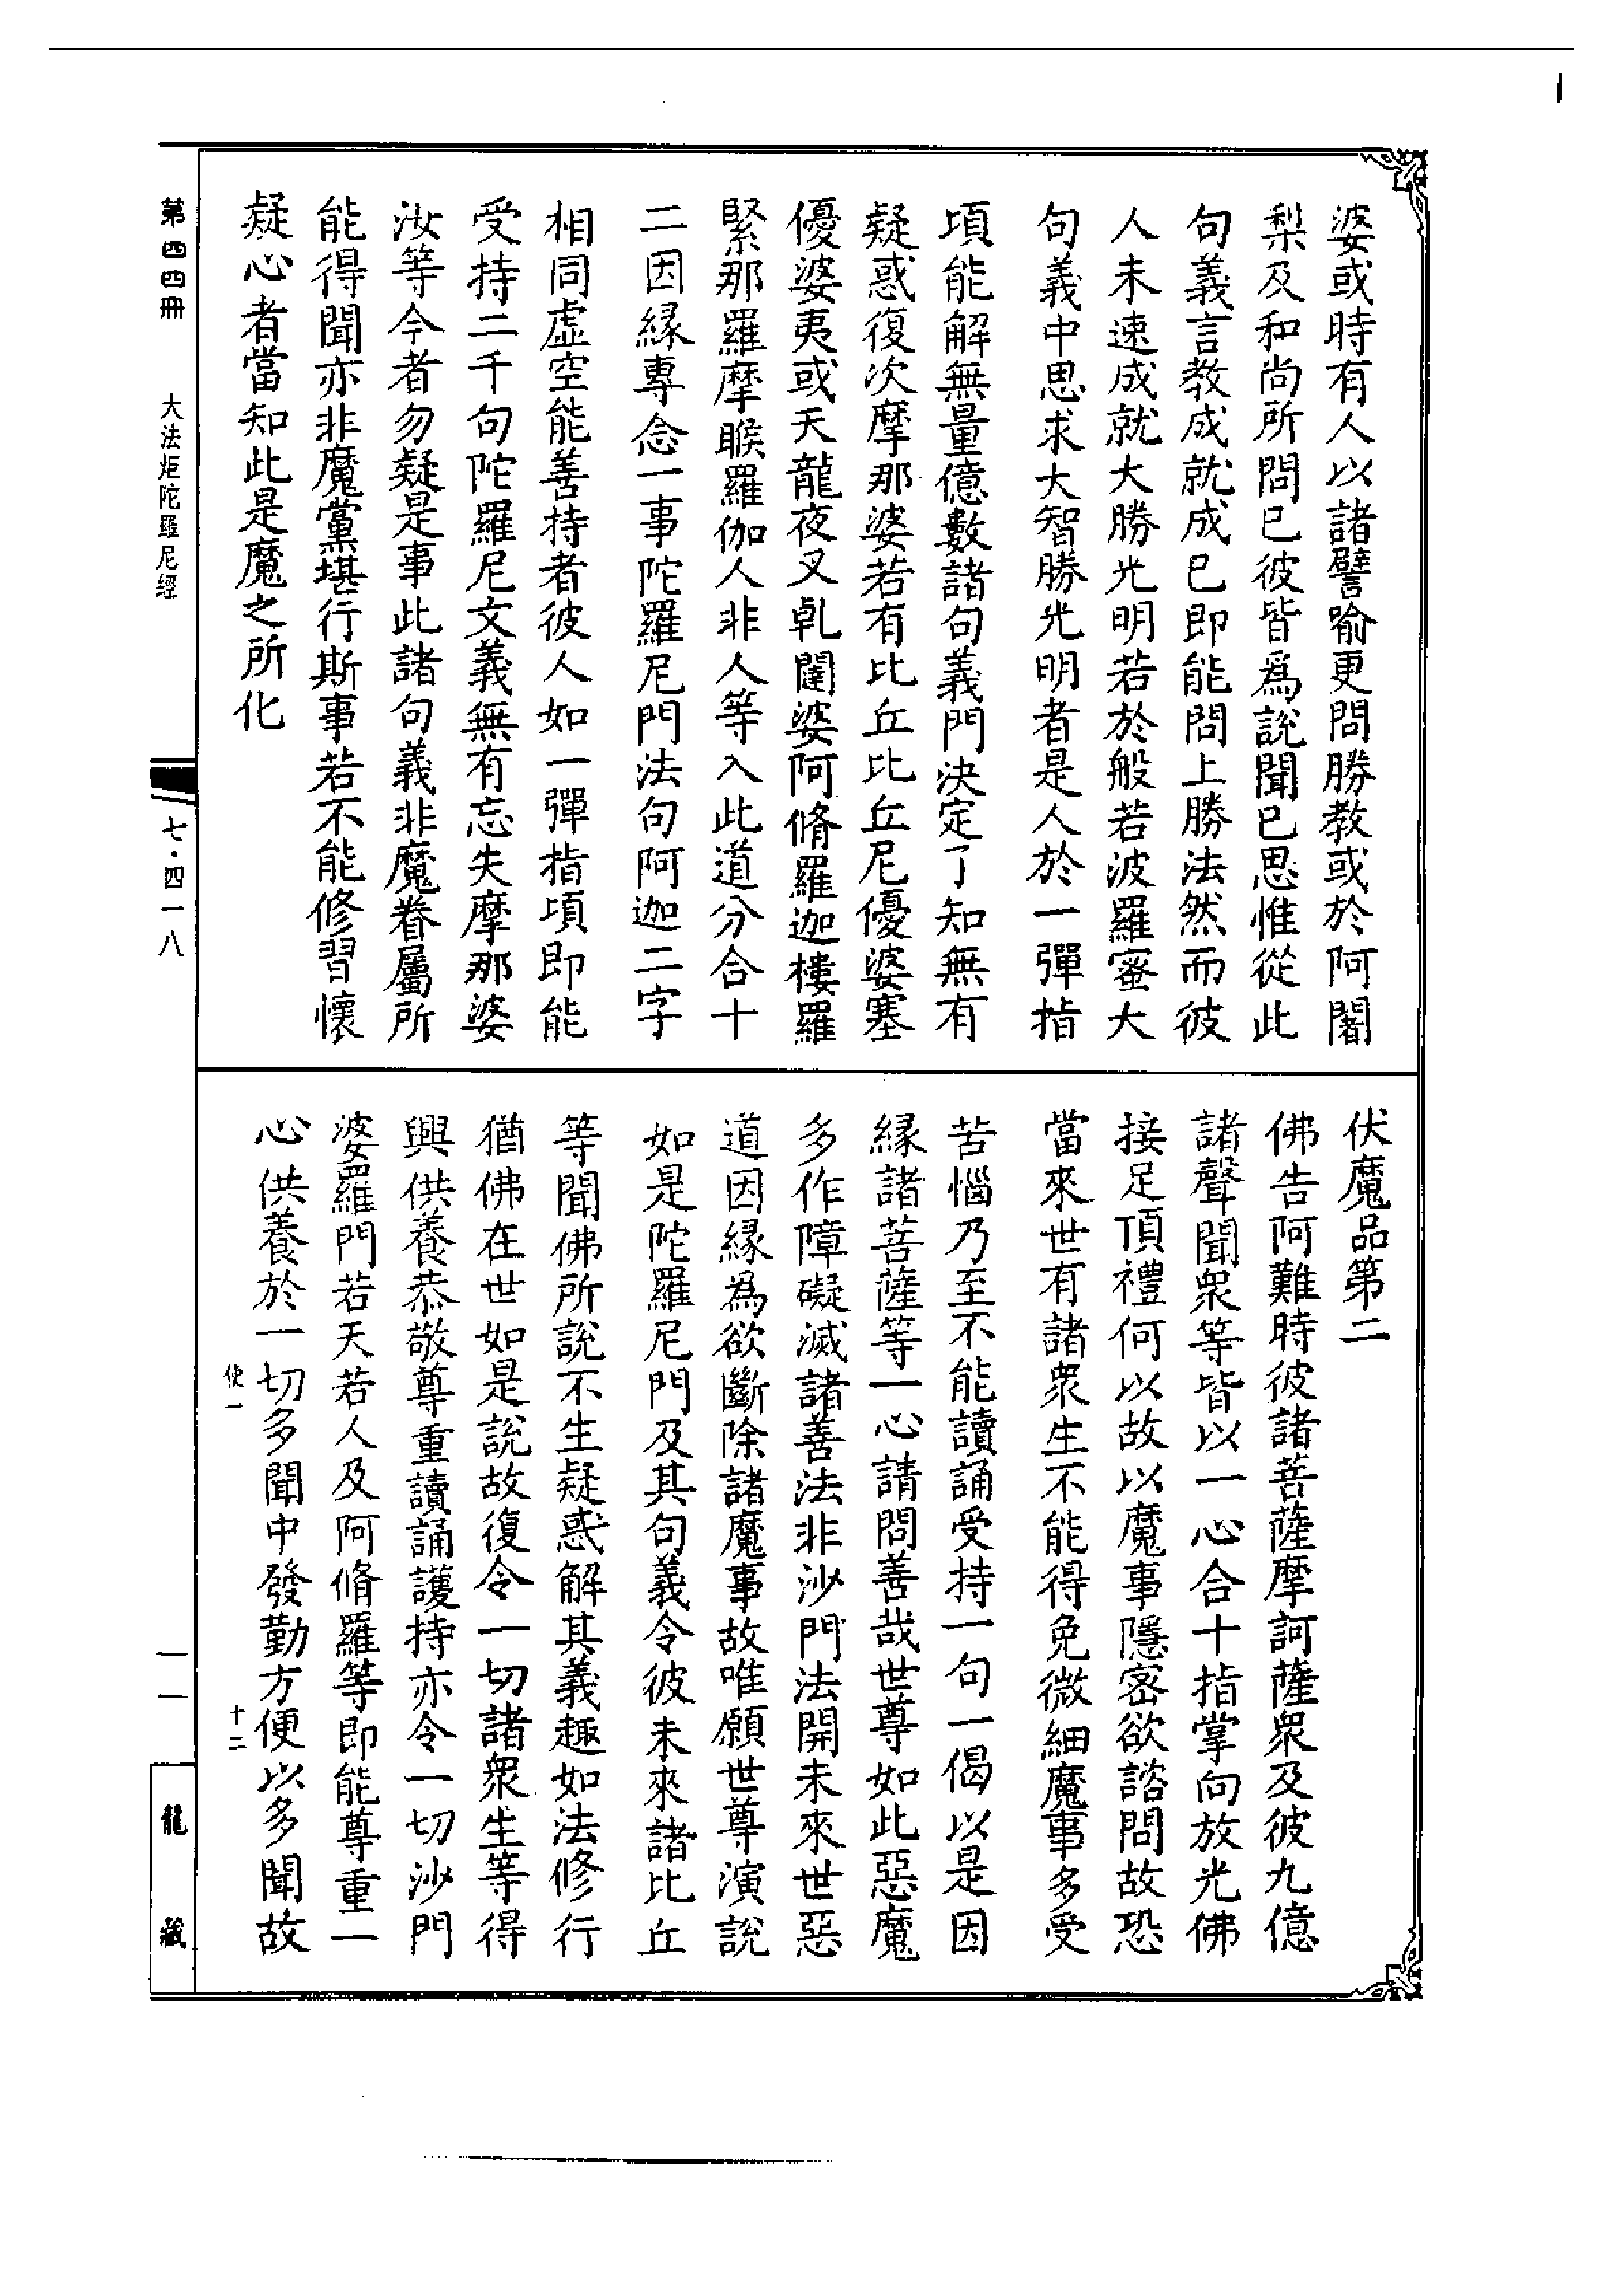 婆或時有人以諸譬喻更問勝教或於阿闍
梨及和尚所問已彼皆爲說聞已思惟從此
句義言教成就成已即能問上勝法然而彼
人未速成就大勝光明若於般若波羅蜜大
句義中思求大智勝光明者是人於一彈指
項能解無量億數諸句義門決定了知無有
疑惑復次摩那婆若有比丘比丘尼優婆塞
優婆夷或天龍夜叉乹闥婆阿脩羅迦樓羅
緊那羅摩睺羅伽人非人等入此道分合十
二因緣專念一事陀羅尼門法句阿迦二字
相同虛空能善持者彼人如一彈指項即能
受持二千句陀羅尼文義無有忘失摩那婆
汝等今者勿疑是事此諸句義非魔眷屬所
能得聞亦非魔黨堪行斯事若不能修習懷
疑心者當知此是魔之所化
伏魔品第二
佛告阿難時彼諸菩薩摩訶薩衆及彼九億
諸聲聞衆等皆以一心合十指掌向放光佛
接足頂禮何以故以魔事隱密欲諮問故恐
當來世有諸衆生不能得免微細魔事多受
苦惱乃至不能讀誦受持一句一偈以是因
緣諸菩薩等一心請問善哉世尊如此惡魔
多作障礙滅諸善法非沙門法開未來世惡
道因緣爲欲斷除諸魔事故唯願世尊演說
如是陀羅尼門及其句義令彼未來諸比丘
等聞佛所說不生疑惑解其義趣如法修行
猶佛在世如是說故復令一切諸衆生等得
興供養恭敬尊重讀誦護持亦令一切沙門
婆羅門若天若人及阿脩羅等即能尊重一
心供養於一切多聞中發勤方便以多聞故
使一 十二
第四四冊 大法炬陀羅尼經
七·四一八
一一
龍藏